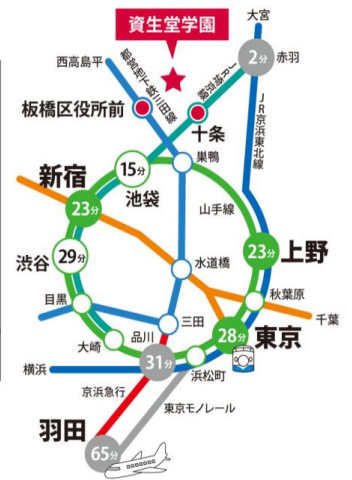 資生堂学園
大宮
2分
赤羽
西高島平
都営地下鉄三田線
JR埼京線
JR京浜東北線
板橋区役所前
十条
巣鴨
15分
池袋
新宿
23分
山手線
23分
上野
渋谷
29分
水道橋
秋葉原
目黒
三田
28分
東京
千葉
大崎
品川
31分
浜松町
横浜
京浜急行
東京モノレール
羽田
65分